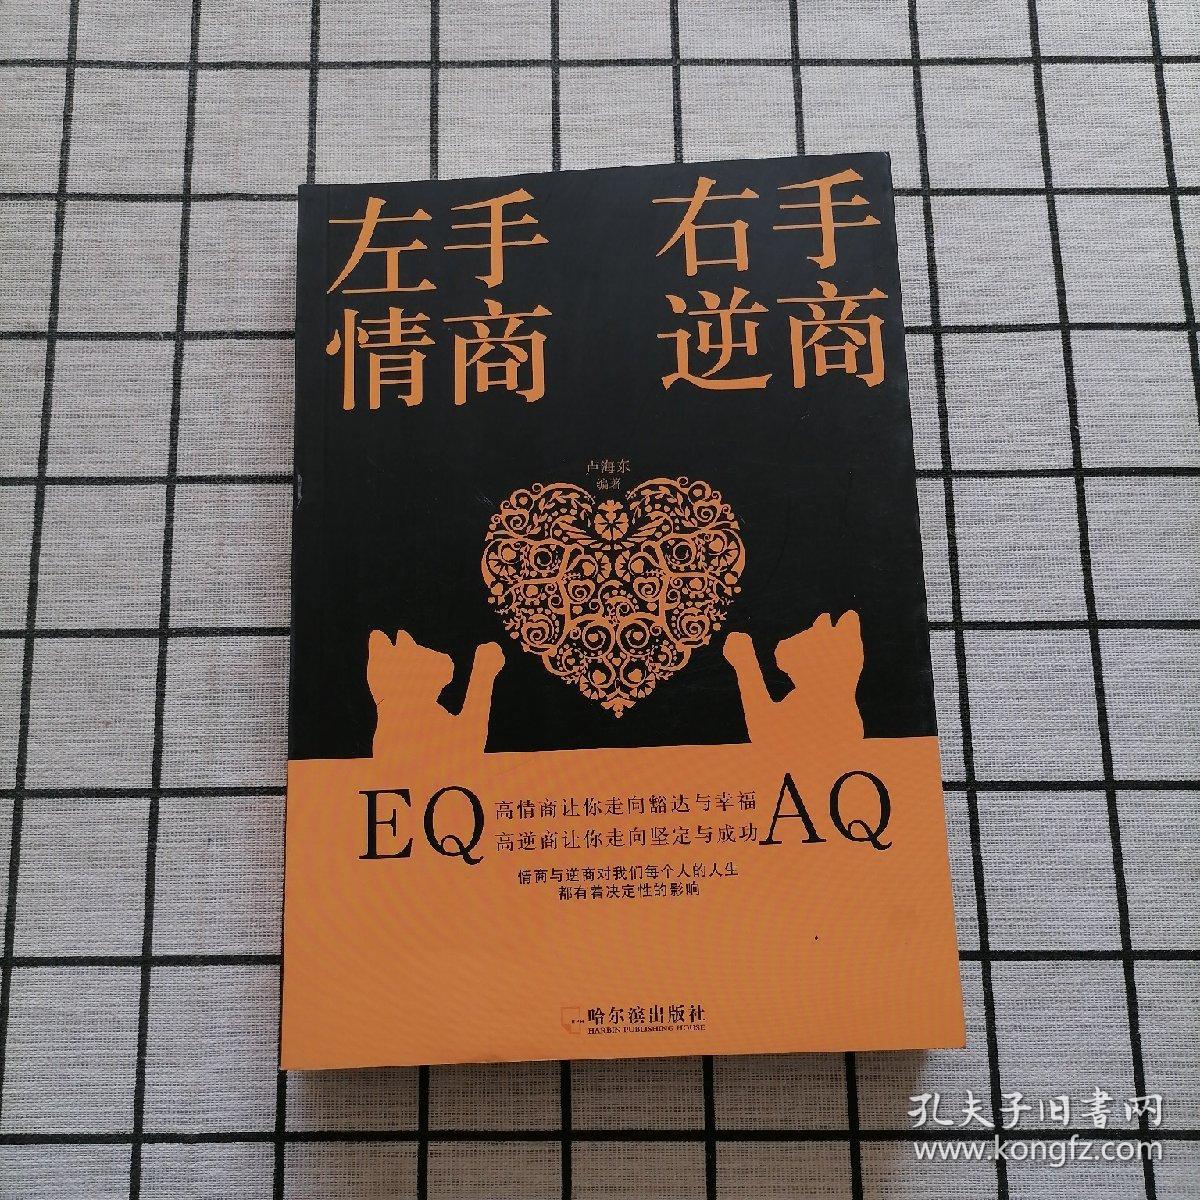 左手 右手
情商 逆商
卢海东
编著
EQ
高情商让你走向豁达与幸福
高逆商让你走向坚定与成功
AQ
情商与逆商对我们每个人的人生
都有着决定性的影响
哈尔滨出版社
HARBIN PUBLISHING HOUSE
孔夫子旧书网
www.kongfz.com